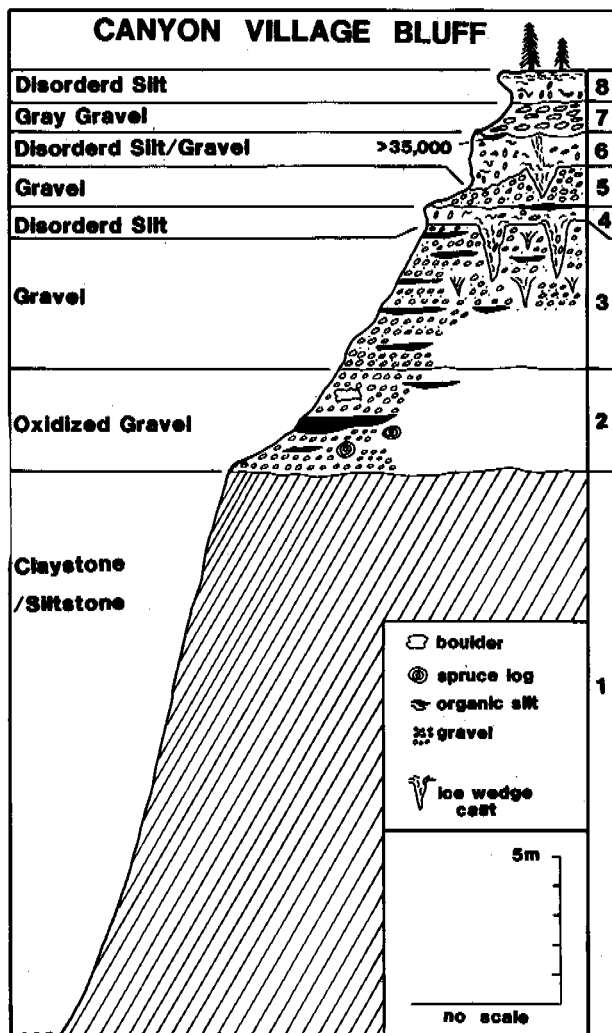 CANYON VILLAGE BLUFF
Disorderd Silt
8
Gray Gravel
7
Disorderd Silt/Gravel
>35,000
6
Gravel
5
Disorderd Silt
4
Gravel
3
Oxidized Gravel
2
Claystone
/Siltstone
1
boulder
spruce log
organic silt
gravel
ice wedge
cast
5m
no scale